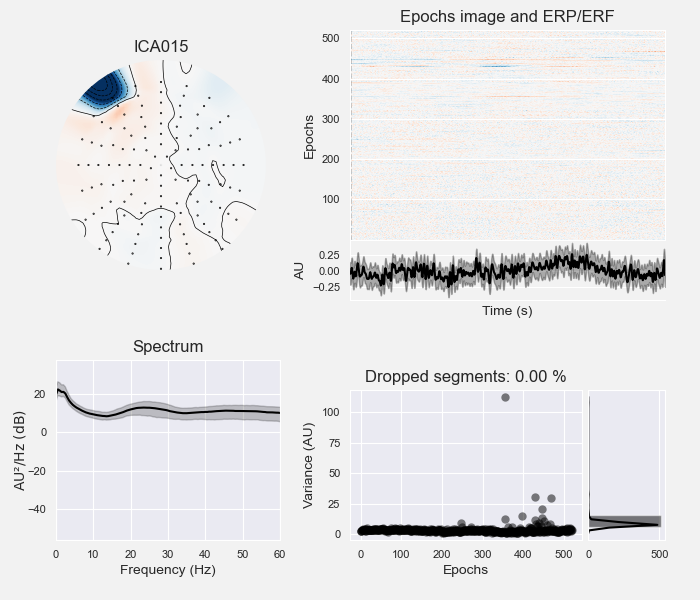 ICA015
Epochs image and ERP/ERF
Epochs
500
400
300
200
100
AU
0.25
0.00
−0.25
Time (s)
Spectrum
AU²/Hz (dB)
20
0
−20
−40
0 10 20 30 40 50 60
Frequency (Hz)
Dropped segments: 0.00 %
Variance (AU)
100
75
50
25
0
0 100 200 300 400 500
Epochs
0 500